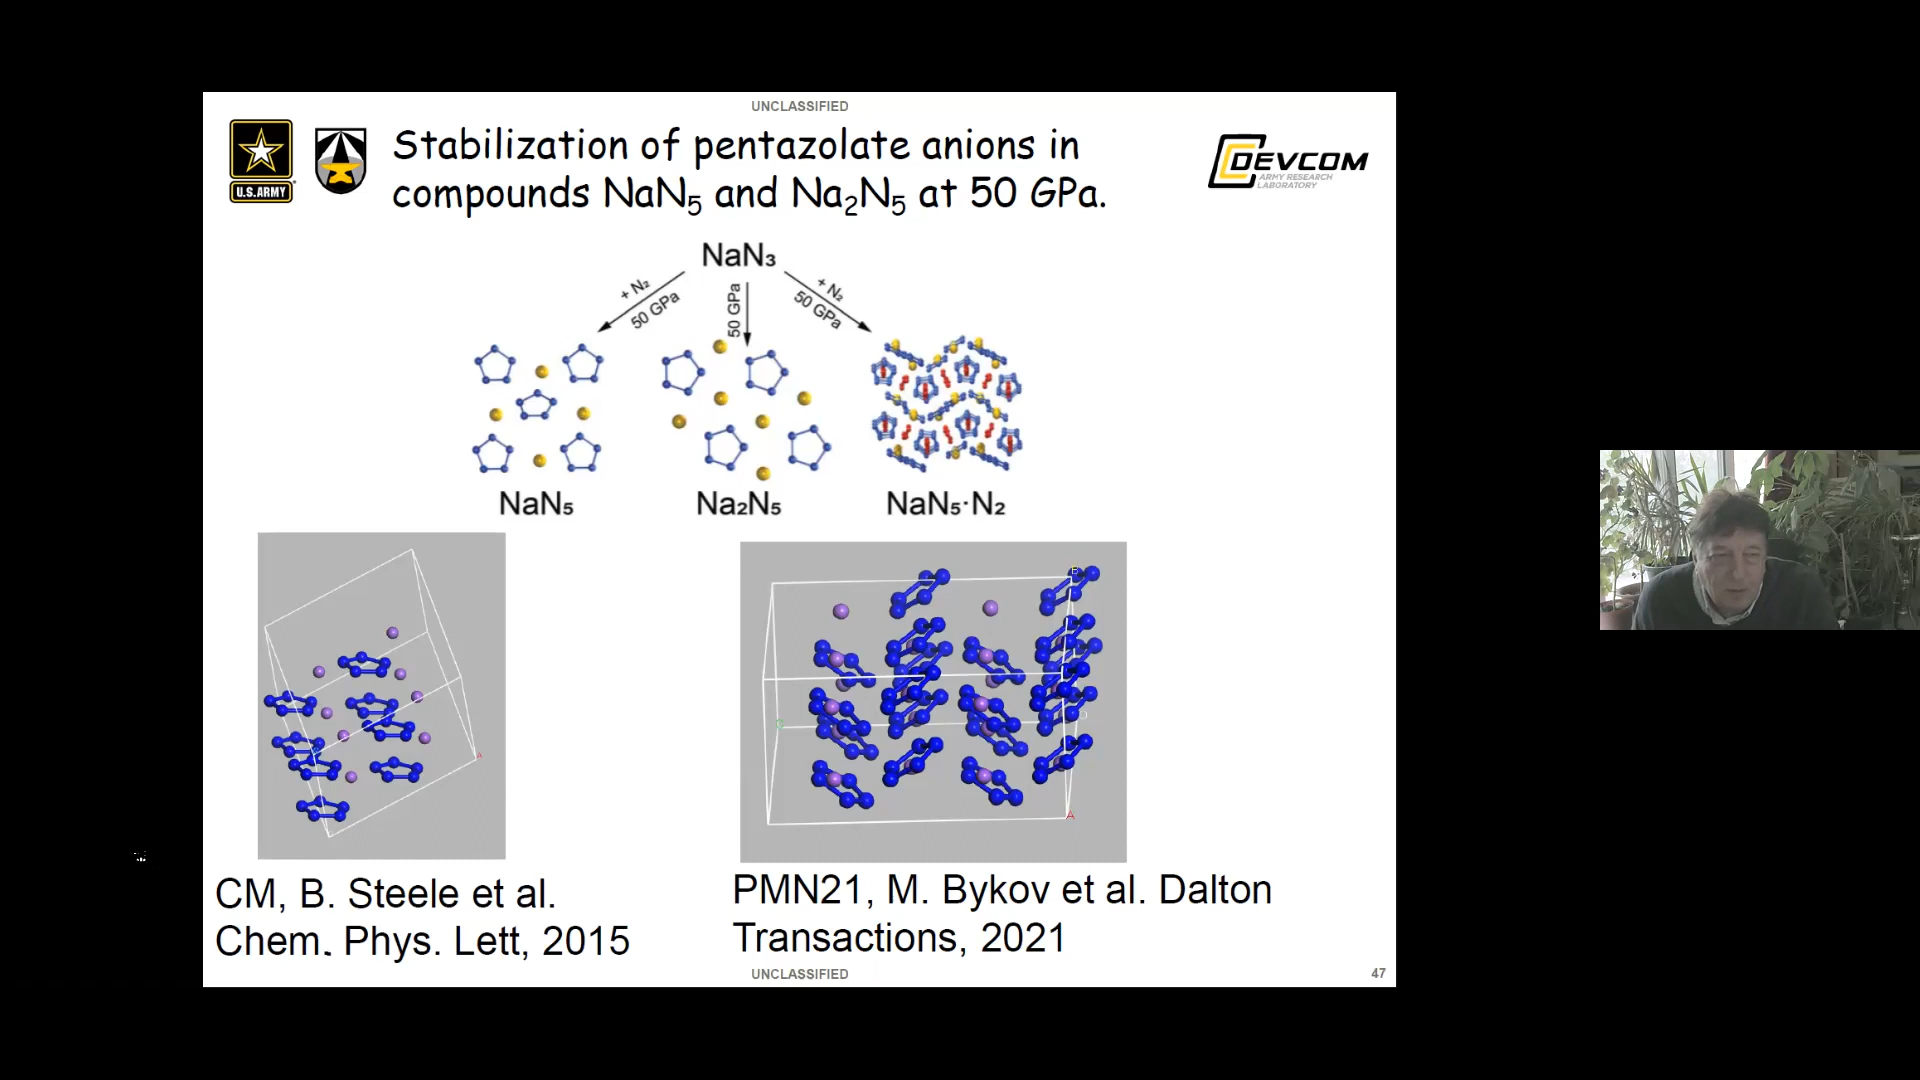 UNCLASSIFIED
Stabilization of pentazolate anions in
compounds NaN₅ and Na₂N₅ at 50 GPa.
U.S. ARMY
DEVCOM
ARMY RESEARCH
LABORATORY
NaN₃
+ N₂
50 GPa
50 GPa
+ N₂
50 GPa
NaN₅
Na₂N₅
NaN₅·N₂
A
B
A
CM, B. Steele et al.
Chem. Phys. Lett, 2015
PMN21, M. Bykov et al. Dalton
Transactions, 2021
UNCLASSIFIED
47